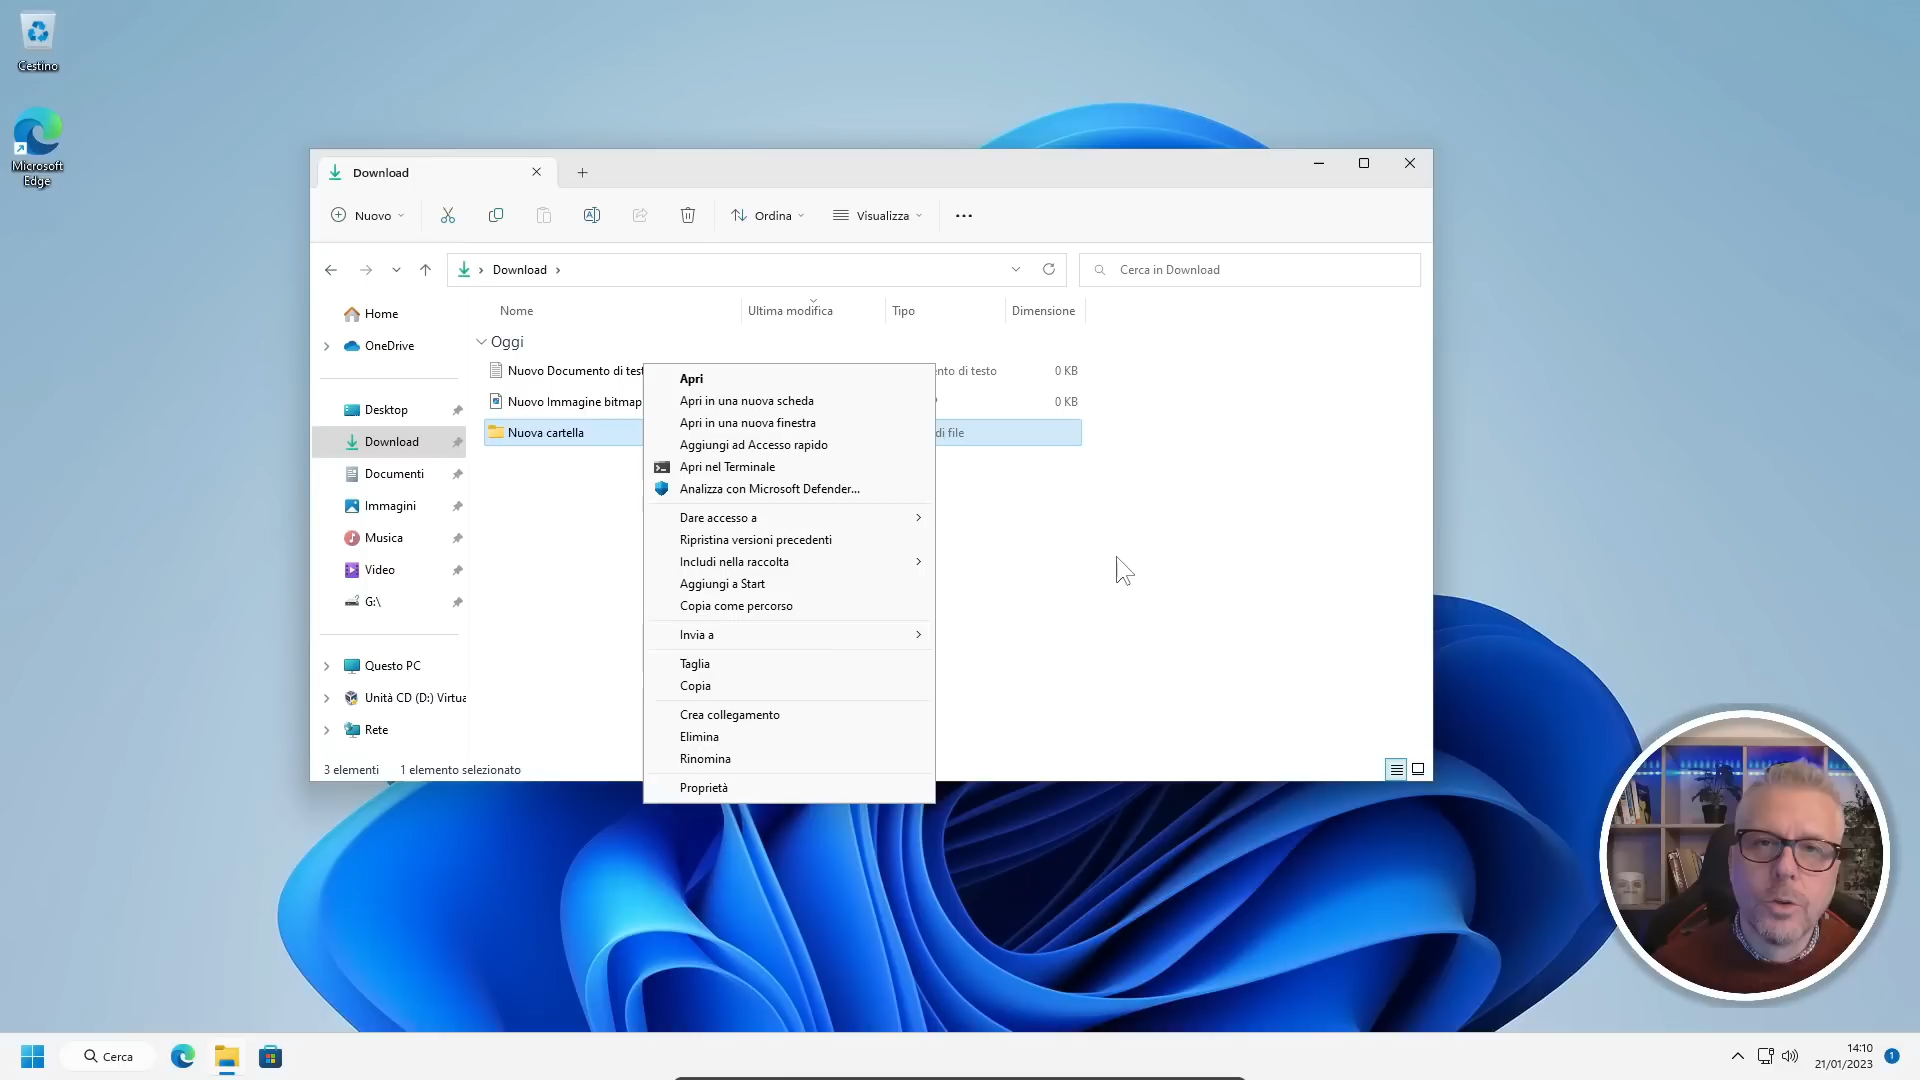 Cestino
Microsoft
Edge
Download
Nuovo
Ordina
Visualizza
Download
Cerca in Download
Home
OneDrive
Desktop
Download
Documenti
Immagini
Musica
Video
G:\
Questo PC
Unità CD (D:) Virtua
Rete
Nome
Ultima modifica
Tipo
Dimensione
Oggi
Nuovo Documento di test
nto di testo
0 KB
Nuovo Immagine bitmap
0 KB
Nuova cartella
di file
Apri
Apri in una nuova scheda
Apri in una nuova finestra
Aggiungi ad Accesso rapido
Apri nel Terminale
Analizza con Microsoft Defender...
Dare accesso a
Ripristina versioni precedenti
Includi nella raccolta
Aggiungi a Start
Copia come percorso
Invia a
Taglia
Copia
Crea collegamento
Elimina
Rinomina
Proprietà
3 elementi
1 elemento selezionato
Cerca
14:10
21/01/2023
1